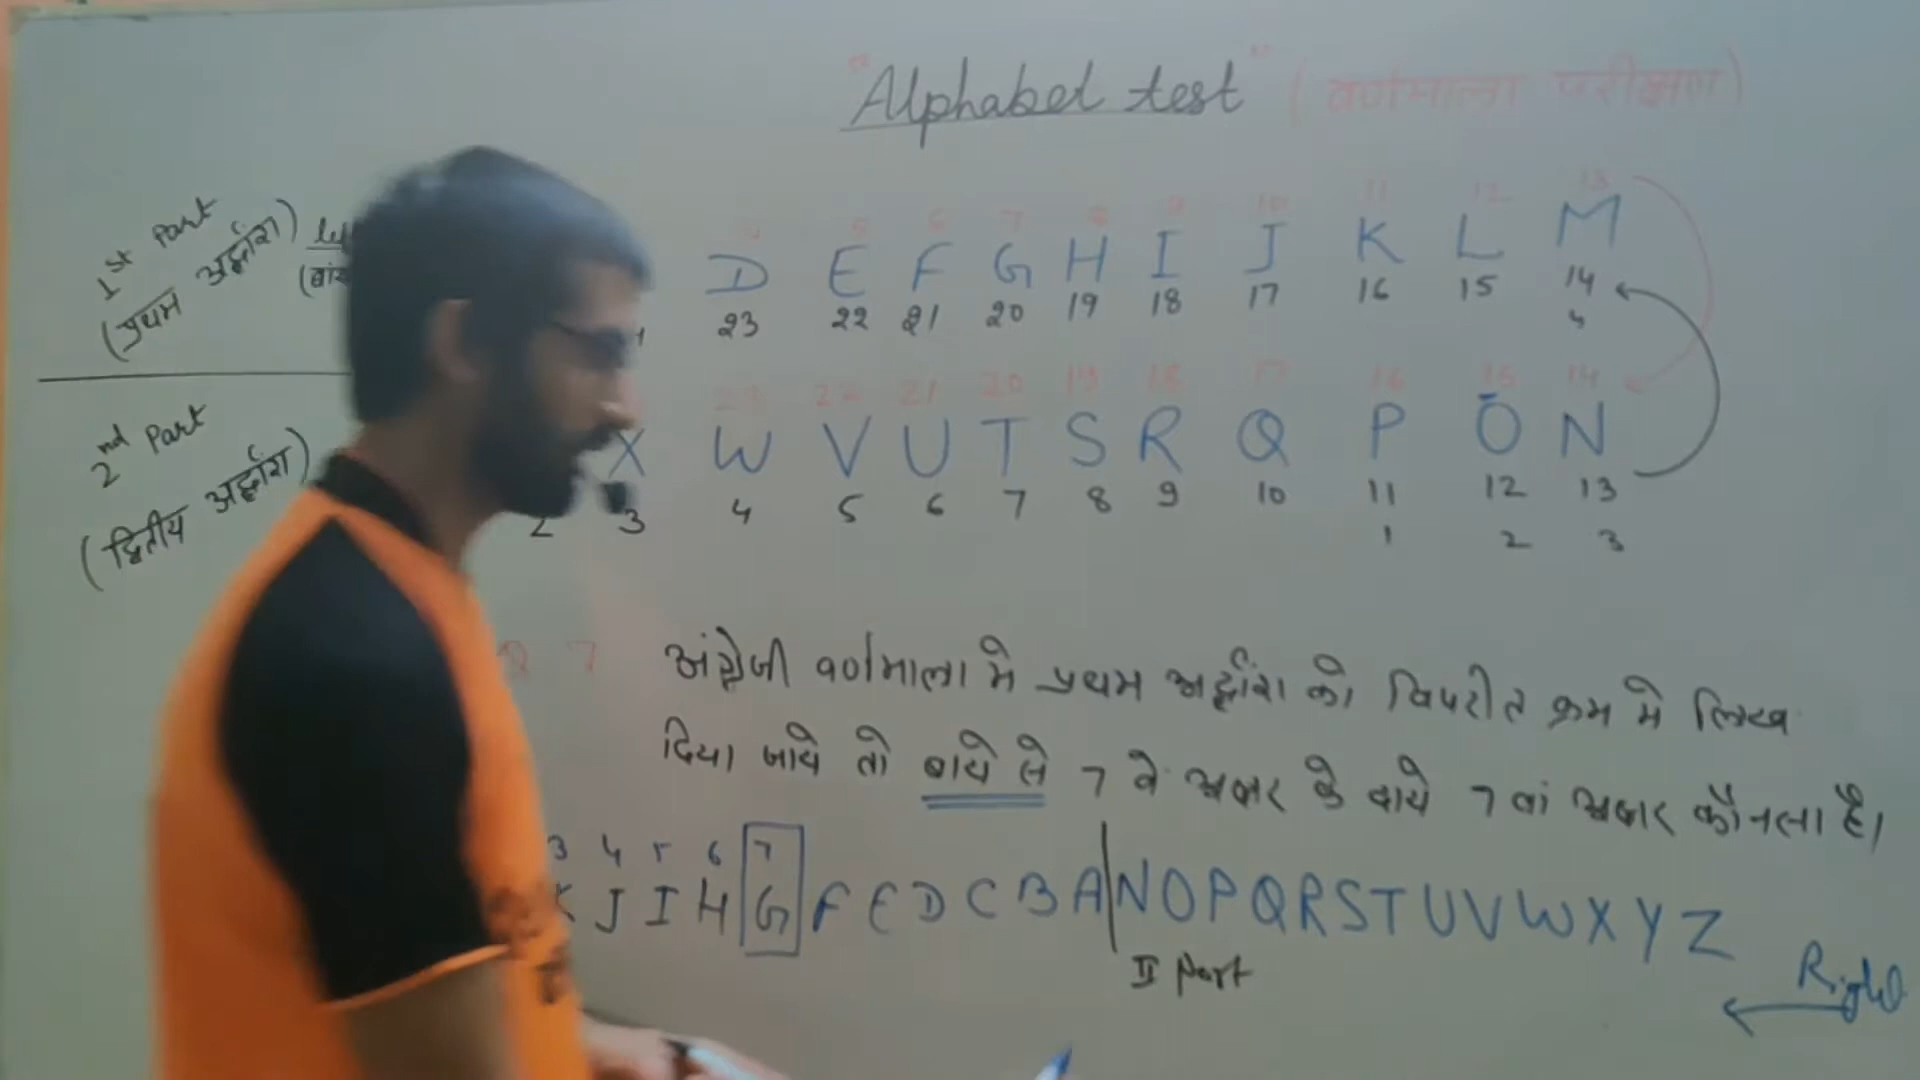 "Alphabet test" (वर्णमाला परीक्षण)
1st Part
(प्रथम अर्द्धांश)
4 5 6 7 8 9 10 11 12 13
D E F G H I J K L M
23 22 21 20 19 18 17 16 15 14
4
2nd Part
(द्वितीय अर्द्धांश)
23 22 21 20 19 18 17 16 15 14
X W V U T S R Q P O N
2 3 4 5 6 7 8 9 10 11 12 13
1 2 3
Q 7 अंग्रेजी वर्णमाला मे प्रथम अर्द्धांश को विपरीत क्रम मे लिख
दिया जाये तो बाये से 7 वे अक्षर के दाये 7 वां अक्षर कौनसा है।
3 4 5 6 7
K J I H G F E D C B A N O P Q R S T U V W X Y Z
II Part
Right